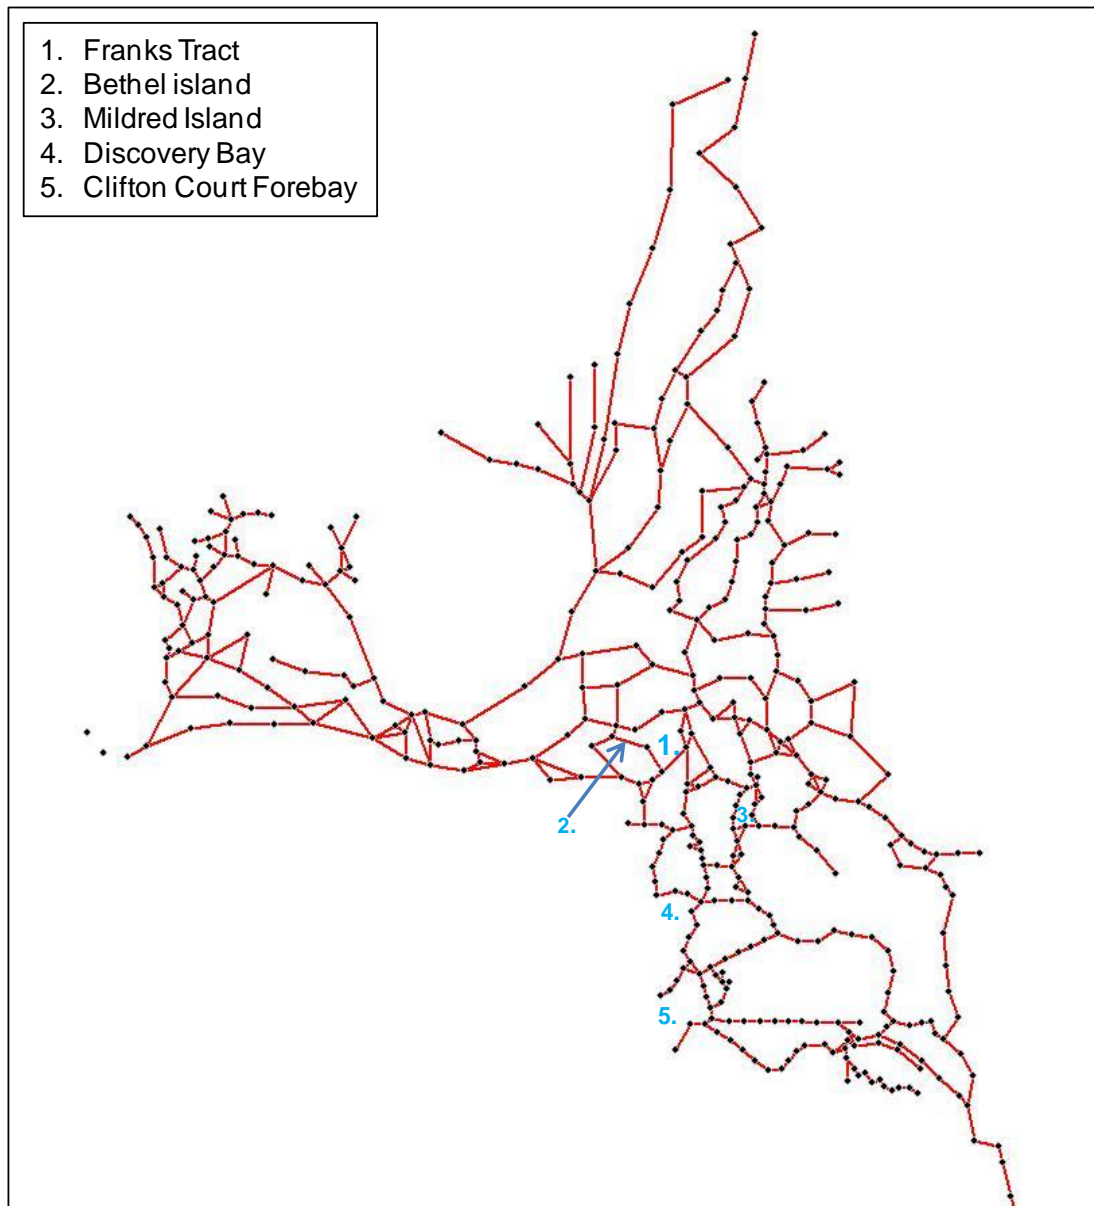 1. Franks Tract
2. Bethel island
3. Mildred Island
4. Discovery Bay
5. Clifton Court Forebay
1.
2.
3.
4.
5.